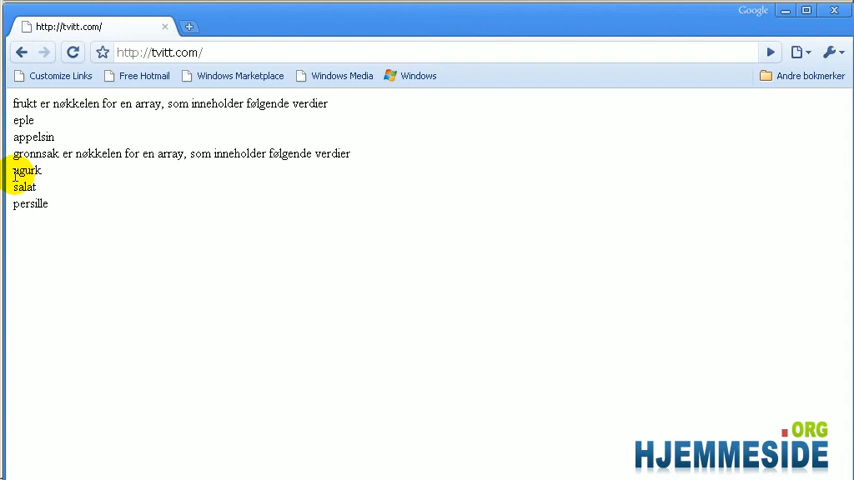 Google
http://tvitt.com/
http://tvitt.com/
Customize Links Free Hotmail Windows Marketplace Windows Media Windows Andre bokmerker
frukt er nøkkelen for en array, som inneholder følgende verdier
eple
appelsin
gronnsak er nøkkelen for en array, som inneholder følgende verdier
agurk
salat
persille
.ORG
HJEMMESIDE